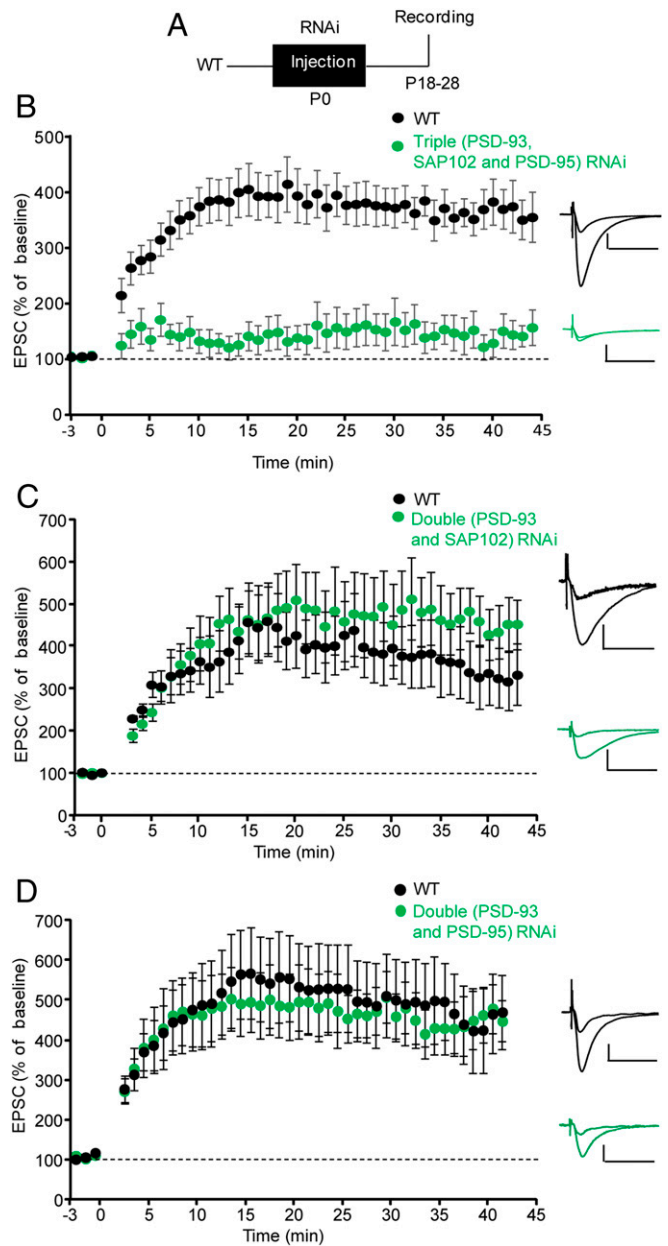 A
RNAi
Recording
WT
Injection
P0
P18-28
B
WT
Triple (PSD-93,
SAP102 and PSD-95) RNAi
EPSC (% of baseline)
500
400
300
200
100
0
-3 0 5 10 15 20 25 30 35 40 45
Time (min)
C
WT
Double (PSD-93
and SAP102) RNAi
EPSC (% of baseline)
700
600
500
400
300
200
100
0
-3 0 5 10 15 20 25 30 35 40 45
Time (min)
D
WT
Double (PSD-93
and PSD-95) RNAi
EPSC (% of baseline)
700
600
500
400
300
200
100
0
-3 0 5 10 15 20 25 30 35 40 45
Time (min)